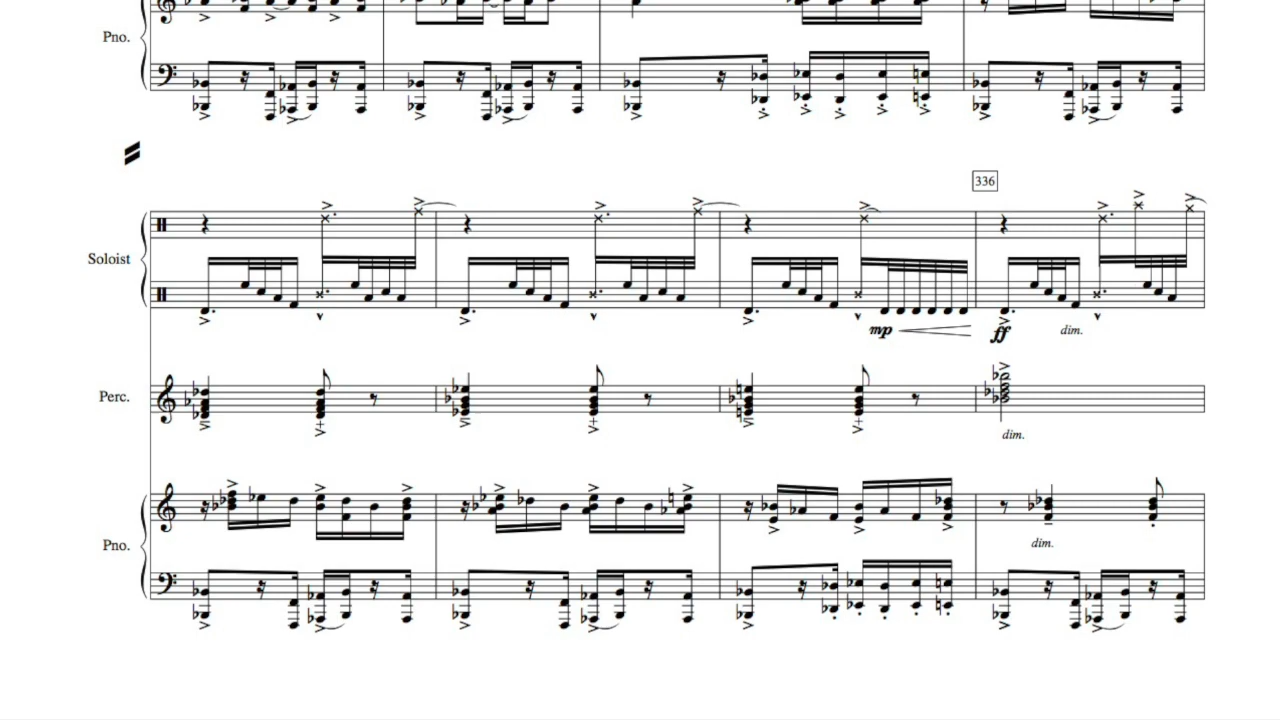 Pno.
336
Soloist
mp
ff
dim.
Perc.
dim.
Pno.
dim.